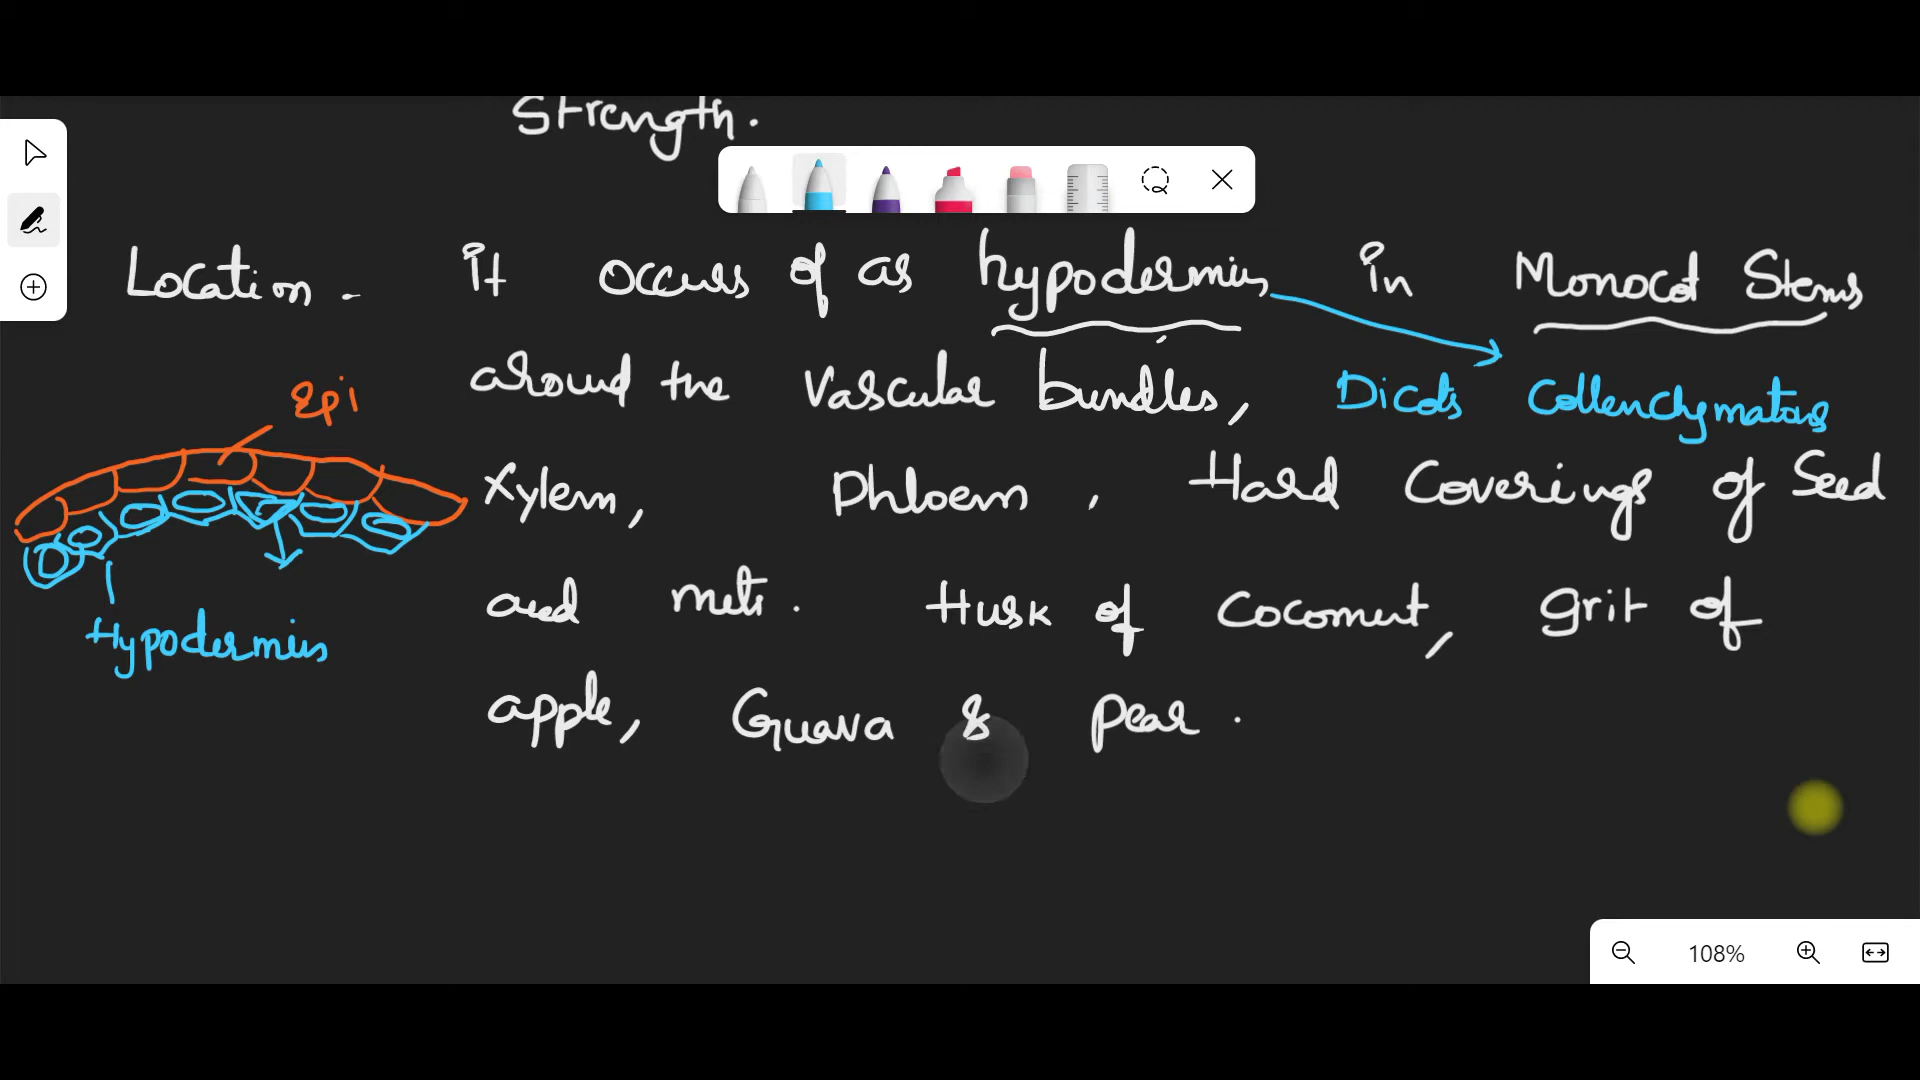 Strength.
Location - it occurs of as hypodermis in Monocot Stems
Epi
around the Vascular bundles, Dicots Collenchymatous
Xylem, Phloem, Hard Coverings of Seed
Hypodermis
and Husk of Coconut, grit of
apple, Guava & pear.
108%